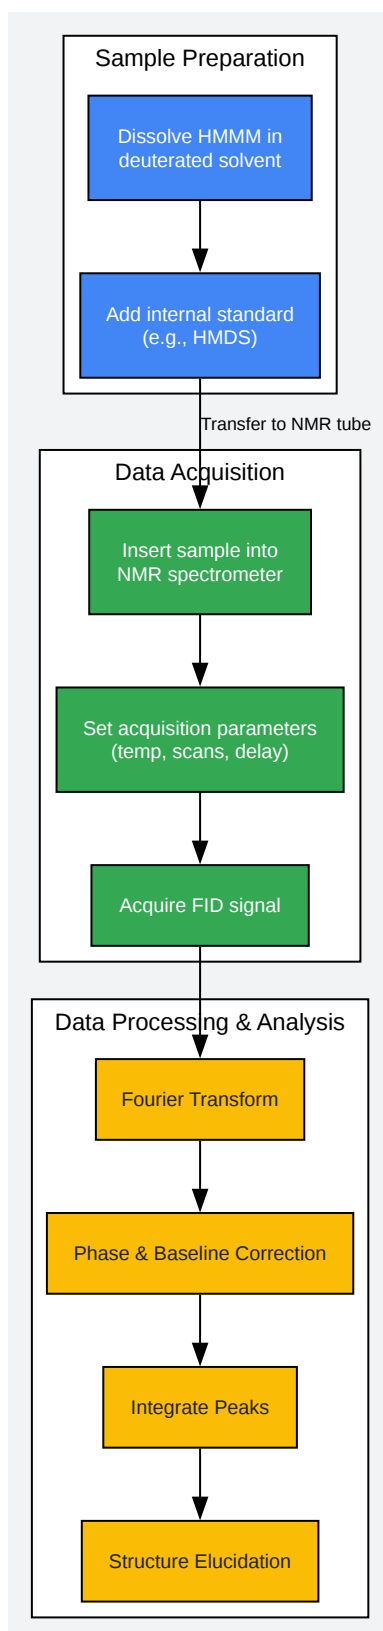 Sample Preparation
Dissolve HMMM in
deuterated solvent
Add internal standard
(e.g., HMDS)
Transfer to NMR tube
Data Acquisition
Insert sample into
NMR spectrometer
Set acquisition parameters
(temp, scans, delay)
Acquire FID signal
Data Processing & Analysis
Fourier Transform
Phase & Baseline Correction
Integrate Peaks
Structure Elucidation